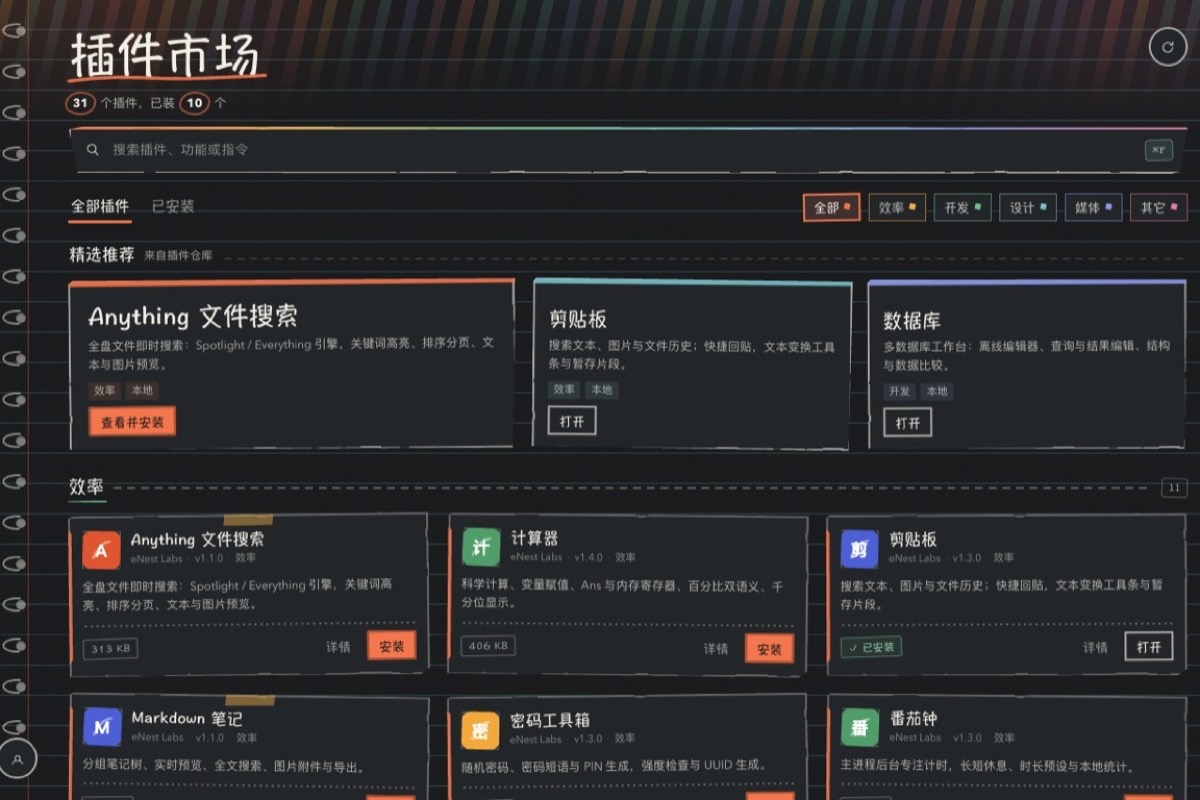 插件市场
31 个插件，已装 10 个
搜索插件、功能或指令
⌘F
全部插件 已安装
全部 效率 开发 设计 媒体 其它
精选推荐 来自插件仓库
Anything 文件搜索
全盘文件即时搜索：Spotlight / Everything 引擎，关键词高亮、排序分页、文
本与图片预览。
效率 本地
查看并安装
剪贴板
搜索文本、图片与文件历史；快捷回贴，文本变换工具
条与暂存片段。
效率 本地
打开
数据库
多数据库工作台：离线编辑器、查询与结果编辑、结构
与数据比较。
开发 本地
打开
效率 11
A
Anything 文件搜索
eNest Labs · v1.1.0 · 效率
全盘文件即时搜索：Spotlight / Everything 引擎，关键词高
亮、排序分页、文本与图片预览。
313 KB 详情 安装
计
计算器
eNest Labs · v1.4.0 · 效率
科学计算、变量赋值、Ans 与内存寄存器、百分比双语义、千
分位显示。
406 KB 详情 安装
剪
剪贴板
eNest Labs · v1.3.0 · 效率
搜索文本、图片与文件历史；快捷回贴，文本变换工具条与暂
存片段。
✓ 已安装 详情 打开
M
Markdown 笔记
eNest Labs · v1.1.0 · 效率
分组笔记树、实时预览、全文搜索、图片附件与导出。
密
密码工具箱
eNest Labs · v1.3.0 · 效率
随机密码、密码短语与 PIN 生成，强度检查与 UUID 生成。
番
番茄钟
eNest Labs · v1.3.0 · 效率
主进程后台专注计时，长短休息、时长预设与本地统计。